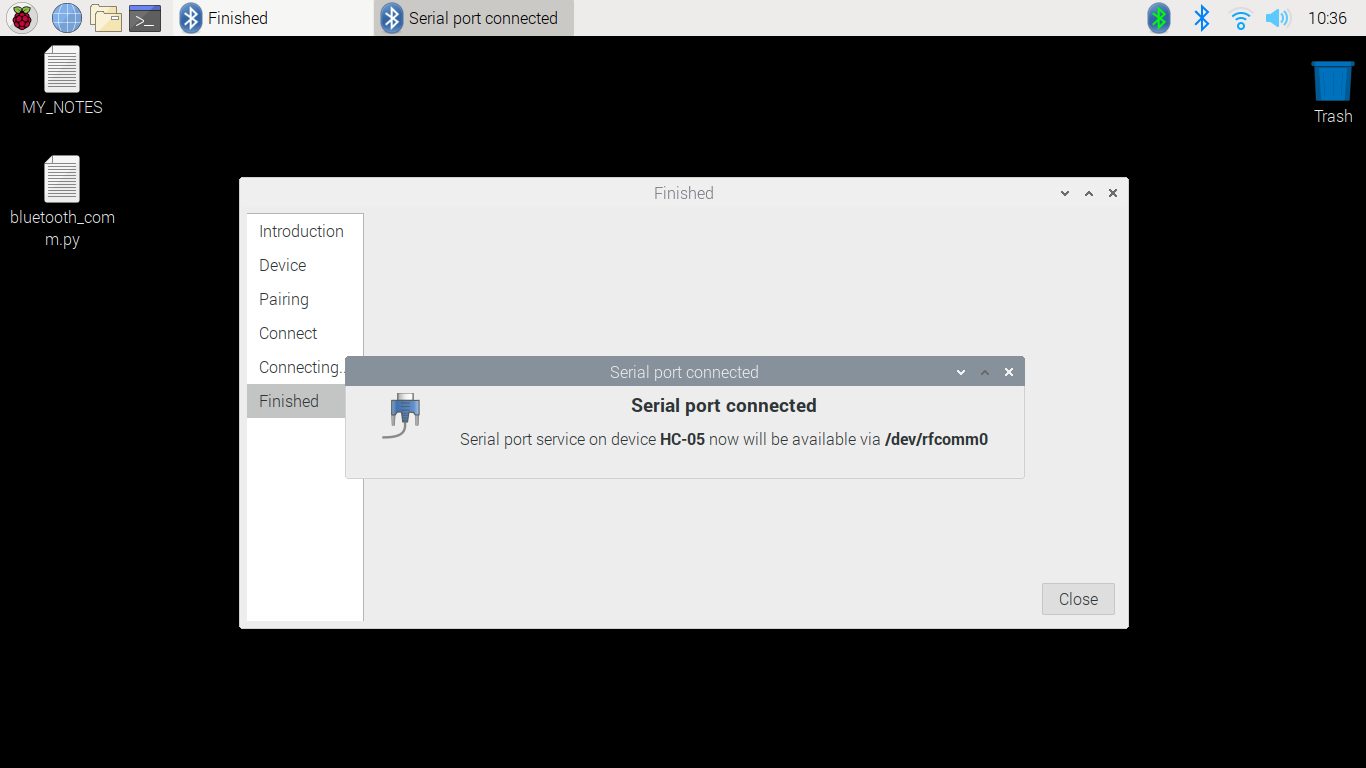 Finished
Serial port connected
10:36
MY_NOTES
Trash
bluetooth_com
m.py
Finished
Introduction
Device
Pairing
Connect
Connecting..
Finished
Serial port connected
Serial port connected
Serial port service on device HC-05 now will be available via /dev/rfcomm0
Close